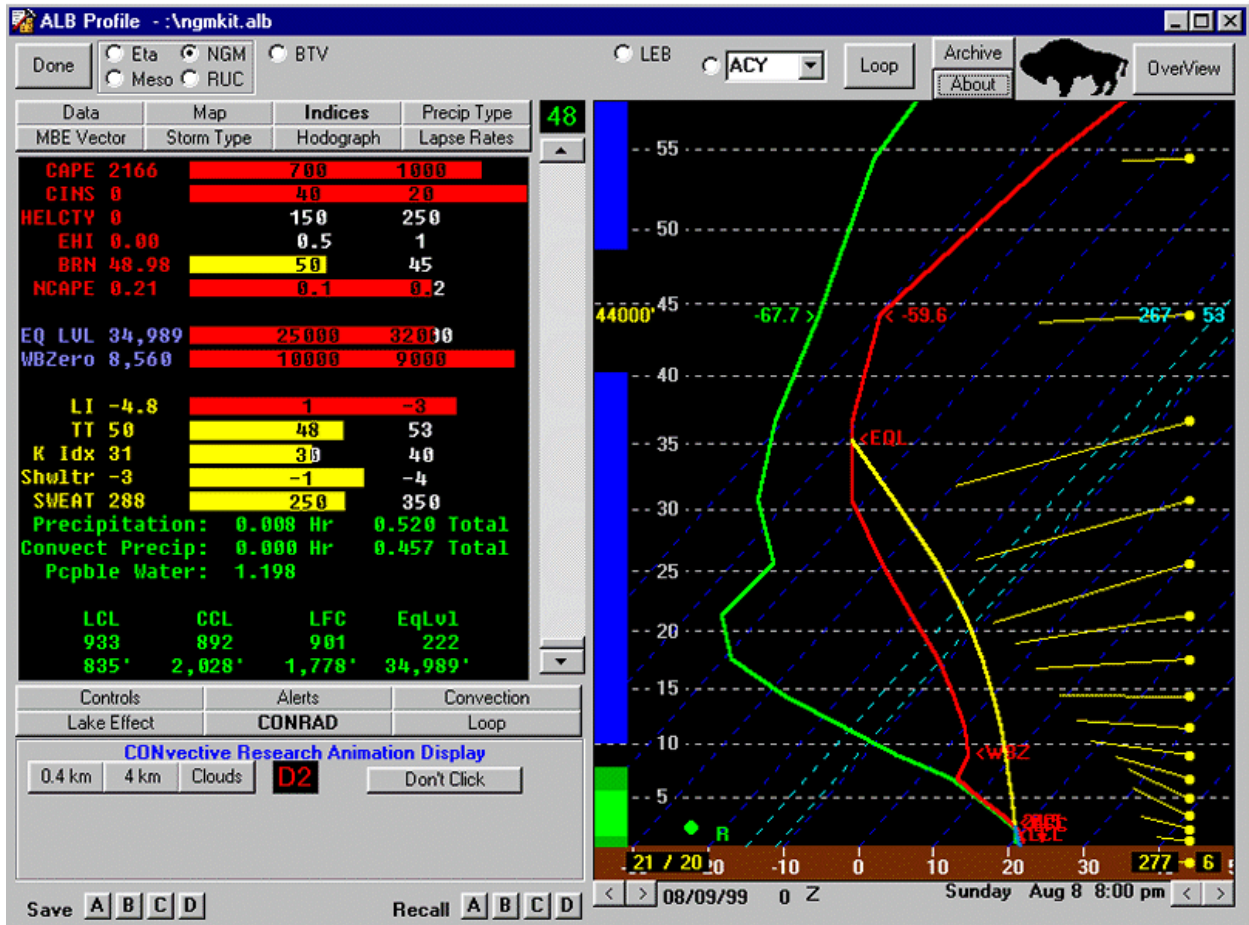 ALB Profile - :\ngmkit.alb
Done
Eta NGM BTV
Meso RUC
LEB ACY Loop
Archive
About
OverView
Data Map Indices Precip Type
MBE Vector Storm Type Hodograph Lapse Rates
48
CAPE 2166 700 1000
CINS 0 40 20
HELCTY 0 150 250
EHI 0.00 0.5 1
BRN 48.98 50 45
NCAPE 0.21 0.1 0.2
EQ LVL 34,989 25000 32000
WBZero 8,560 10000 9000
LI -4.8 1 -3
TT 50 48 53
K Idx 31 30 40
Shwltr -3 -1 -4
SWEAT 288 250 350
Precipitation: 0.008 Hr 0.520 Total
Convect Precip: 0.000 Hr 0.457 Total
Pcpble Water: 1.198
LCL CCL LFC EqLvl
933 892 901 222
835' 2,028' 1,778' 34,989'
Controls Alerts Convection
Lake Effect CONRAD Loop
CONvective Research Animation Display
0.4 km 4 km Clouds D2 Don't Click
Save A B C D Recall A B C D
55
50
44000' 45 -67.7 > < -59.6 267 53
40
35 <EQL
30
25
20
15
10 <WBZ
5
R
21 / 20 -10 0 10 20 30 277 - 6
< > 08/09/99 0 Z Sunday Aug 8 8:00 pm < >